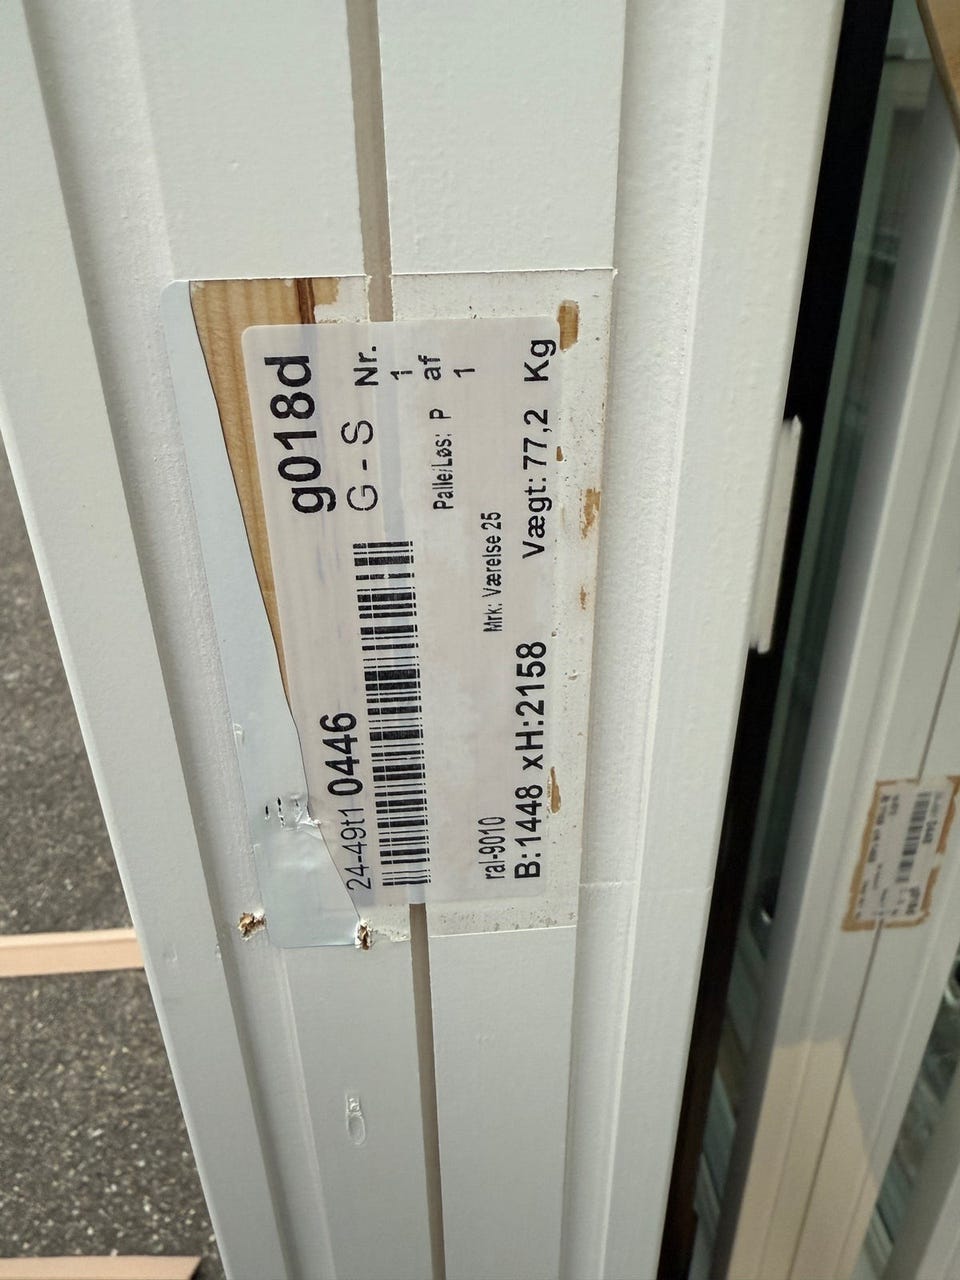 24-49t1 0446 g018d
G - S Nr.
1
Palle/Løs: P af
1
ral-9010 Mrk: Værelse 25
B:1448 xH:2158 Vægt:77,2 Kg